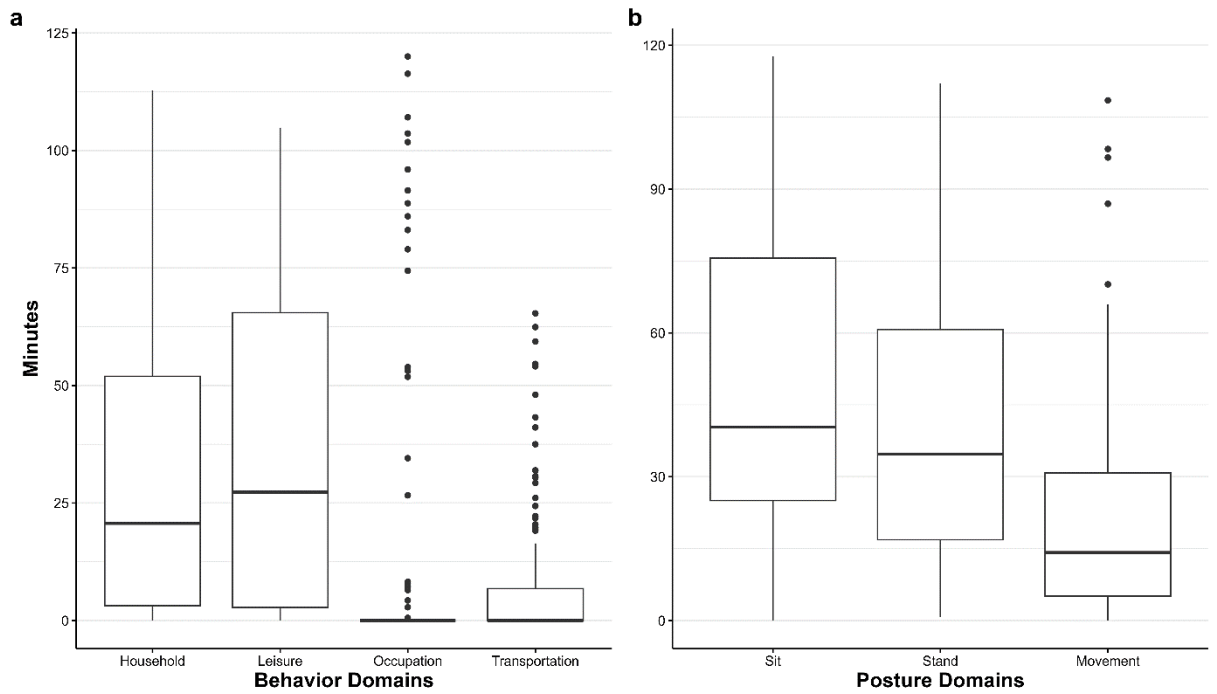 a
125
100
75
50
25
0
Minutes
Household Leisure Occupation Transportation
Behavior Domains
b
120
90
60
30
0
Sit Stand Movement
Posture Domains